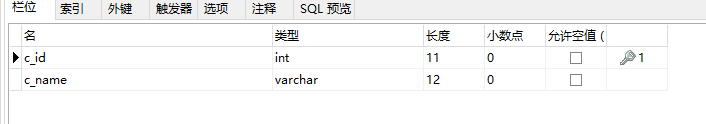 栏位 索引 外键 触发器 选项 注释 SQL 预览
名 类型 长度 小数点 允许空值 (
c_id int 11 0 1
c_name varchar 12 0